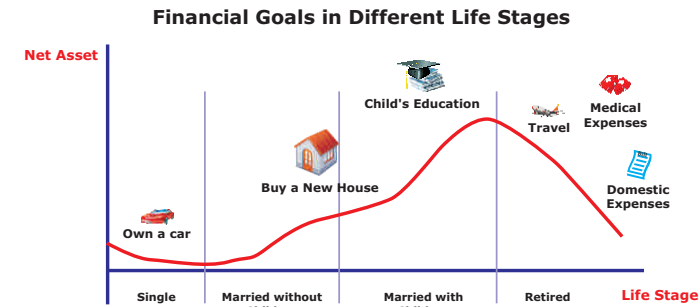 Financial Goals in Different Life Stages
Net Asset
Child's Education
Travel
Medical
Expenses
Buy a New House
Domestic
Expenses
Own a car
Single
Married without
Married with
Retired
Life Stage